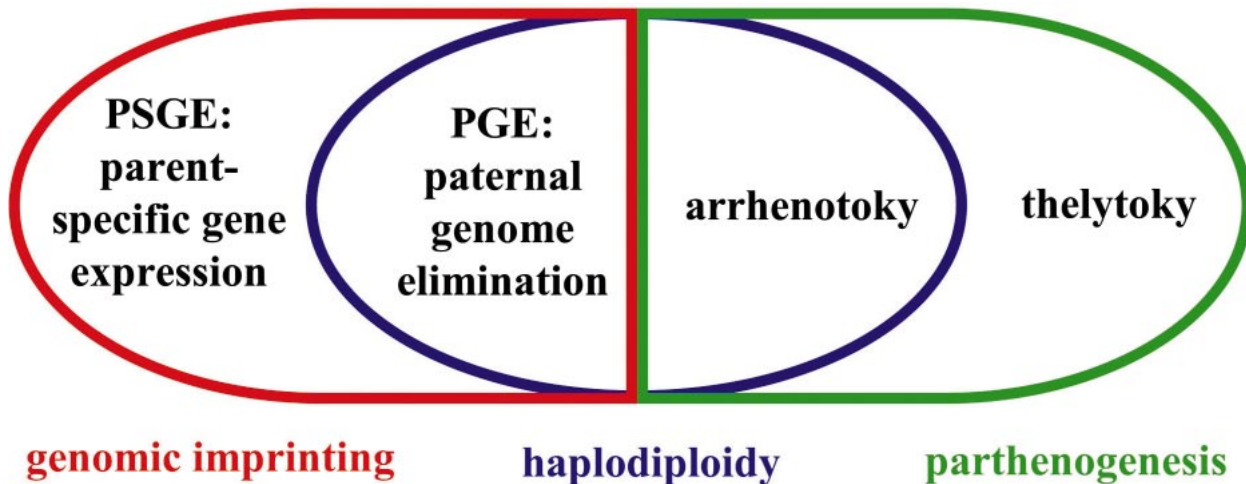 PSGE:
parent-
specific gene
expression
PGE:
paternal
genome
elimination
arrhenotoky
thelytoky
genomic imprinting
haplodiploidy
parthenogenesis